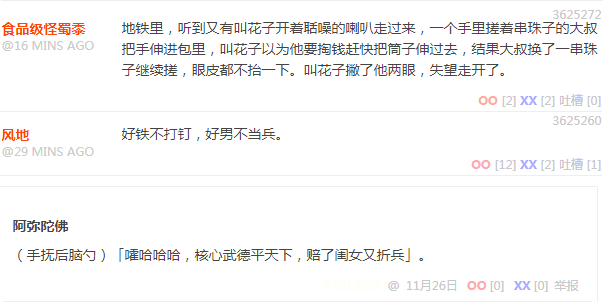 3625272
食品级怪蜀黍
@16 MINS AGO
地铁里，听到又有叫花子开着聒噪的喇叭走过来，一个手里搓着串珠子的大叔
把手伸进包里，叫花子以为他要掏钱赶快把筒子伸过去，结果大叔换了一串珠
子继续搓，眼皮都不抬一下。叫花子撇了他两眼，失望走开了。
OO [2] XX [2] 吐槽 [0]
3625260
风地
@29 MINS AGO
好铁不打钉，好男不当兵。
OO [12] XX [2] 吐槽 [1]
阿弥陀佛
（手抚后脑勺）「嚯哈哈哈，核心武德平天下，赔了闺女又折兵」。
@ 11月26日 OO [0] XX [0] 举报